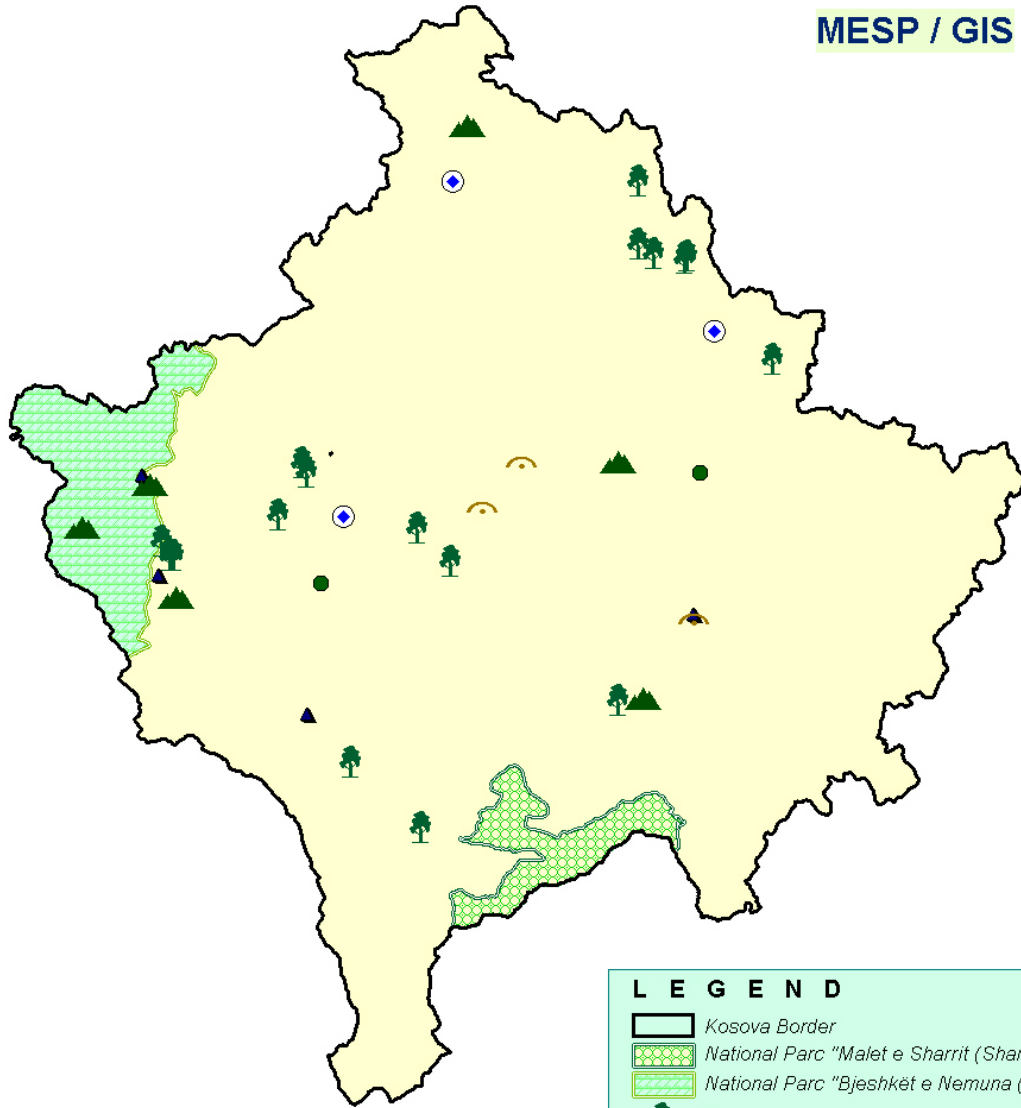 MESP / GIS
L E G E N D
Kosova Border
National Parc "Malet e Sharrit (Shar
National Parc "Bjeshkët e Nemuna (